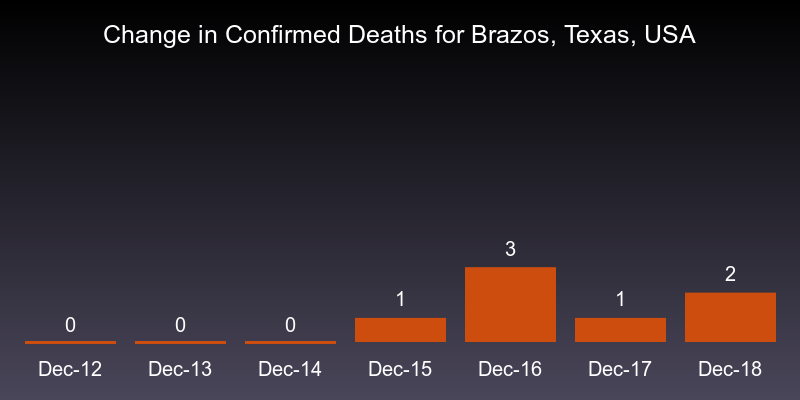 Change in Confirmed Deaths for Brazos, Texas, USA
3
2
1
1
0
0
0
Dec-12
Dec-13
Dec-14
Dec-15
Dec-16
Dec-17
Dec-18